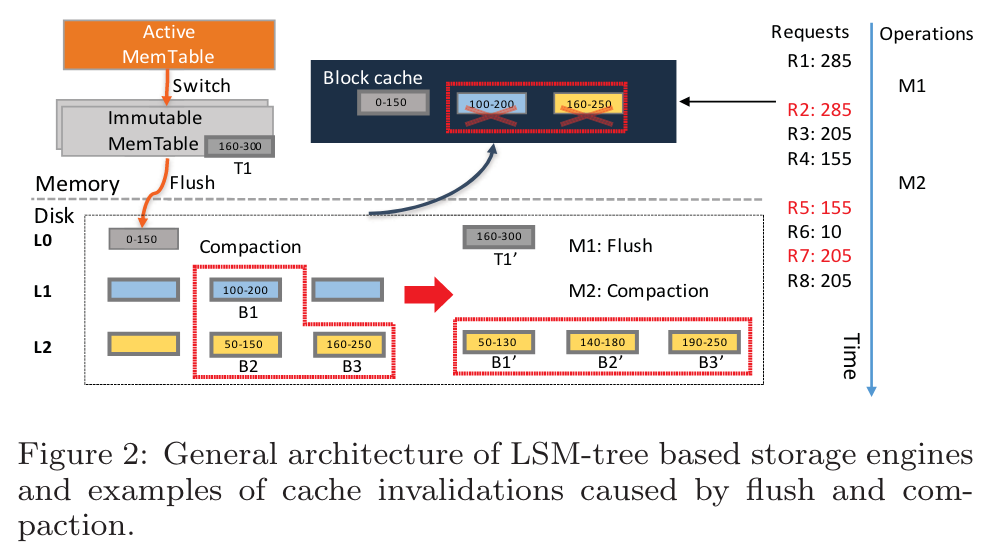 Active
MemTable
Switch
Immutable
MemTable
160-300
T1
Flush
Memory
Disk
Block cache
0-150
100-200
160-250
Requests
Operations
R1: 285
M1
R2: 285
R3: 205
R4: 155
M2
R5: 155
R6: 10
R7: 205
R8: 205
Time
L0
0-150
Compaction
160-300
T1’
M1: Flush
L1
100-200
B1
M2: Compaction
L2
50-150
B2
160-250
B3
50-130
B1’
140-180
B2’
190-250
B3’
Figure 2: General architecture of LSM-tree based storage engines
and examples of cache invalidations caused by flush and com-
paction.